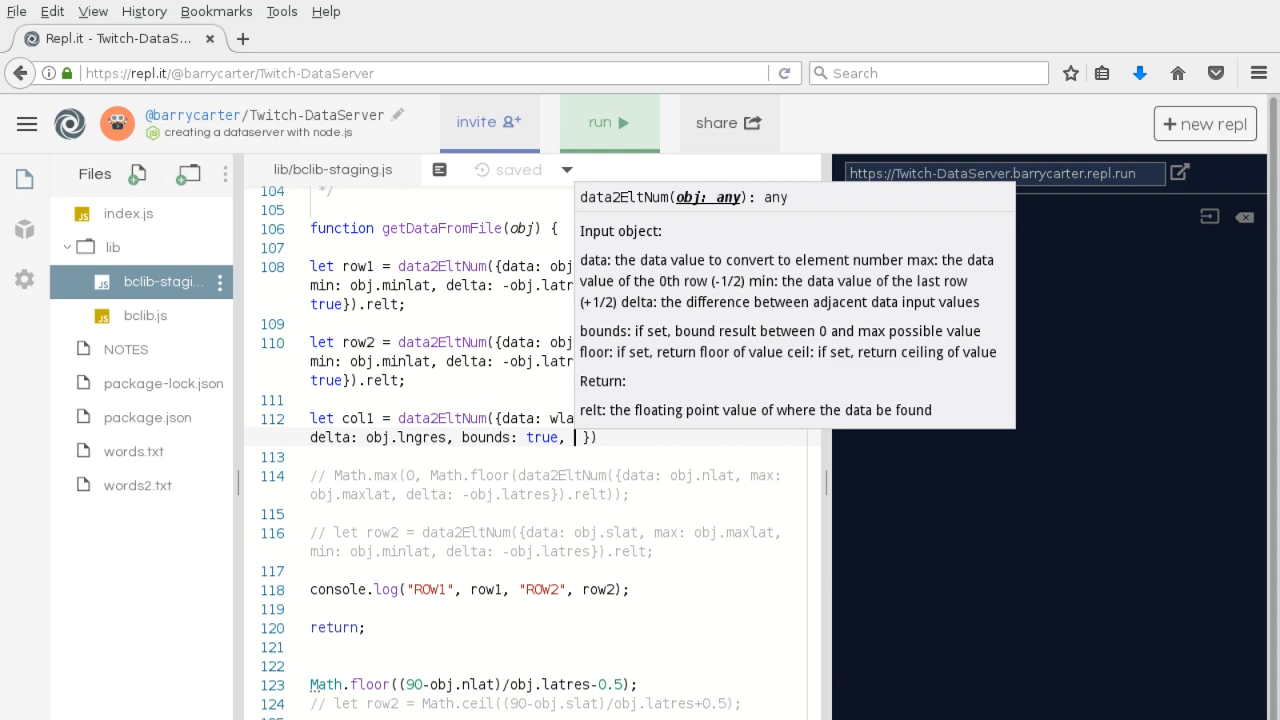 File Edit View History Bookmarks Tools Help
Repl.it - Twitch-DataS...
https://repl.it/@barrycarter/Twitch-DataServer
Search
@barrycarter/Twitch-DataServer
creating a dataserver with node.js
invite
run
share
+ new repl
Files
lib/bclib-staging.js
saved
https://Twitch-DataServer.barrycarter.repl.run
index.js
lib
bclib-stagi...
bclib.js
NOTES
package-lock.json
package.json
words.txt
words2.txt
104 */
105
106 function getDataFromFile(obj) {
107
108 let row1 = data2EltNum({data: obj
min: obj.minlat, delta: -obj.latr
true}).relt;
109
110 let row2 = data2EltNum({data: obj
min: obj.minlat, delta: -obj.latr
true}).relt;
111
112 let col1 = data2EltNum({data: wla
delta: obj.lngres, bounds: true, })
113
114 // Math.max(0, Math.floor(data2EltNum({data: obj.nlat, max:
obj.maxlat, delta: -obj.latres}).relt));
115
116 // let row2 = data2EltNum({data: obj.slat, max: obj.maxlat,
min: obj.minlat, delta: -obj.latres}).relt;
117
118 console.log("ROW1", row1, "ROW2", row2);
119
120 return;
121
122
123 Math.floor((90-obj.nlat)/obj.latres-0.5);
124 // let row2 = Math.ceil((90-obj.slat)/obj.latres+0.5);
data2EltNum(obj: any): any
Input object:
data: the data value to convert to element number max: the data
value of the 0th row (-1/2) min: the data value of the last row
(+1/2) delta: the difference between adjacent data input values
bounds: if set, bound result between 0 and max possible value
floor: if set, return floor of value ceil: if set, return ceiling of value
Return:
relt: the floating point value of where the data be found